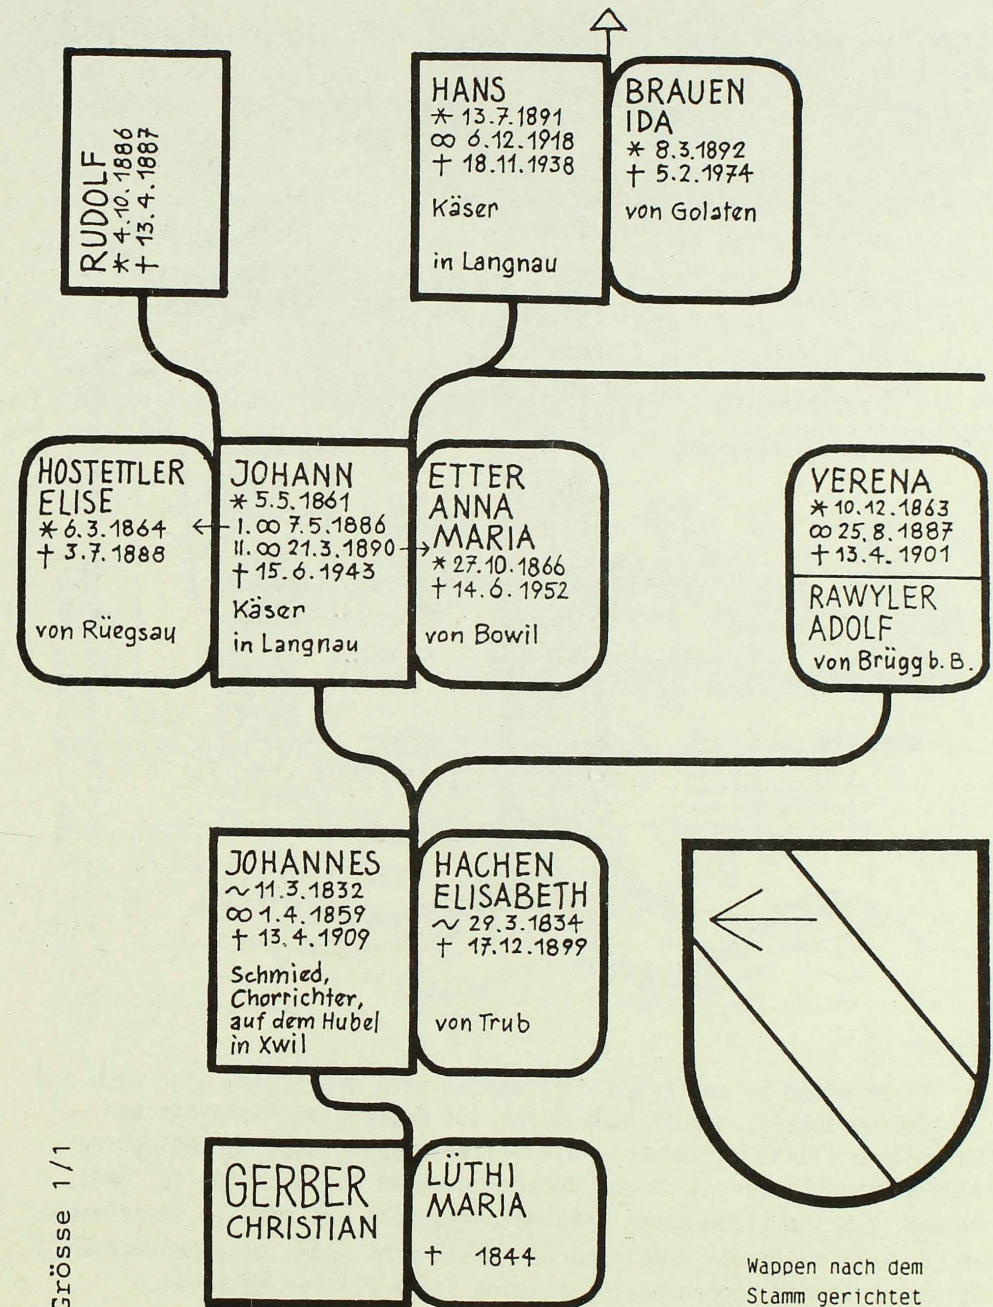 RUDOLF
* 4.10.1886
† 13.4.1887
HANS
* 13.7.1891
∞ 6.12.1918
† 18.11.1938
Käser
in Langnau
BRAUEN
IDA
* 8.3.1892
† 5.2.1974
von Golaten
HOSTETTLER
ELISE
* 6.3.1864
† 3.7.1888
von Rüegsau
JOHANN
* 5.5.1861
I. ∞ 7.5.1886
II. ∞ 21.3.1890
† 15.6.1943
Käser
in Langnau
ETTER
ANNA
MARIA
* 27.10.1866
† 14.6.1952
von Bowil
VERENA
* 10.12.1863
∞ 25.8.1887
† 13.4.1901
RAWYLER
ADOLF
von Brügg b. B.
JOHANNES
~ 11.3.1832
∞ 1.4.1859
† 13.4.1909
Schmied,
Chorrichter,
auf dem Hubel
in Xwil
HACHEN
ELISABETH
~ 29.3.1834
† 17.12.1899
von Trub
GERBER
CHRISTIAN
LÜTHI
MARIA
† 1844
Grösse 1/1
Wappen nach dem
Stamm gerichtet